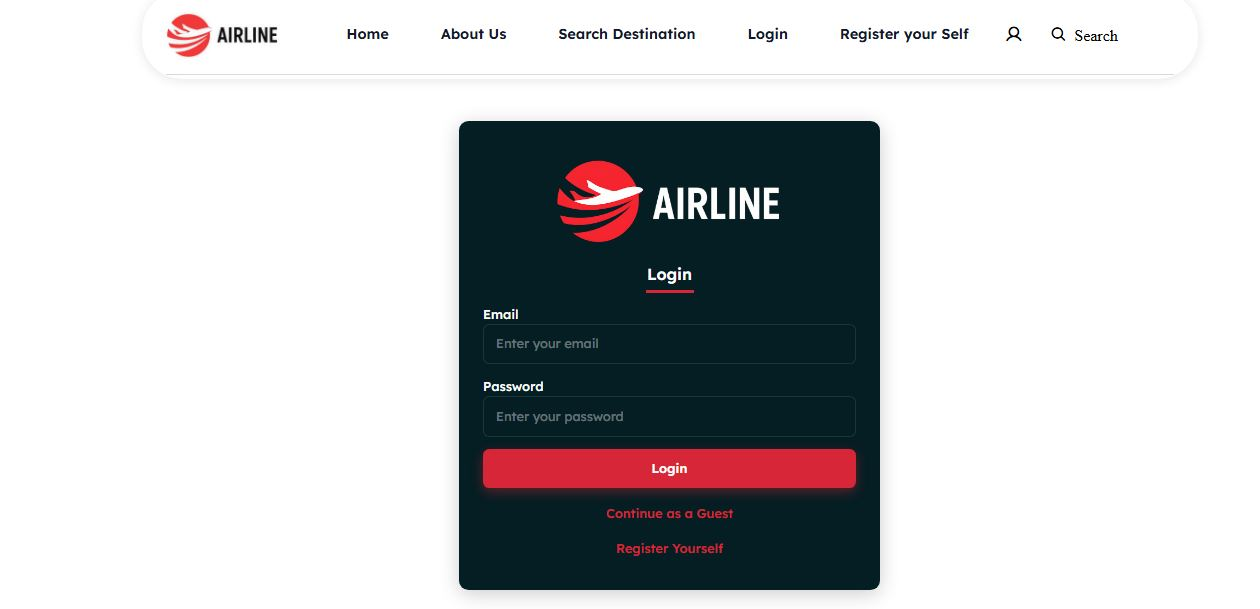 AIRLINE Home About Us Search Destination Login Register your Self Search
AIRLINE
Login
Email
Enter your email
Password
Enter your password
Login
Continue as a Guest
Register Yourself